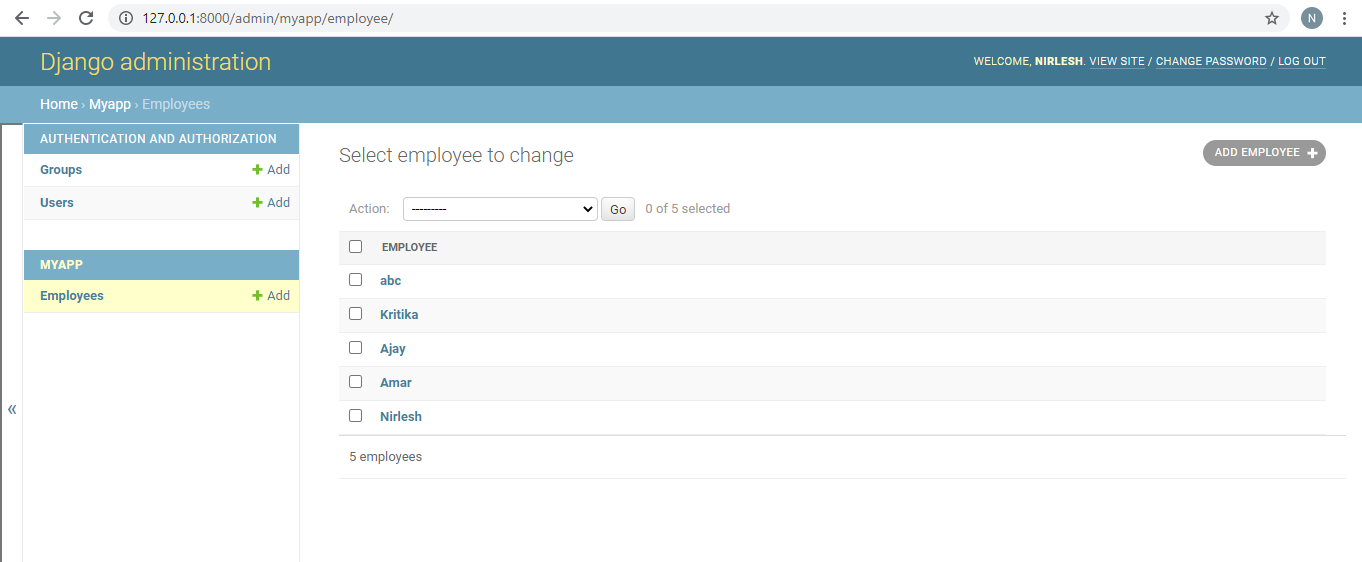 127.0.0.1:8000/admin/myapp/employee/
N
Django administration
WELCOME, NIRLESH. VIEW SITE / CHANGE PASSWORD / LOG OUT
Home › Myapp › Employees
AUTHENTICATION AND AUTHORIZATION
Groups + Add
Users + Add
MYAPP
Employees + Add
«
Select employee to change
ADD EMPLOYEE +
Action: --------- Go 0 of 5 selected
EMPLOYEE
abc
Kritika
Ajay
Amar
Nirlesh
5 employees